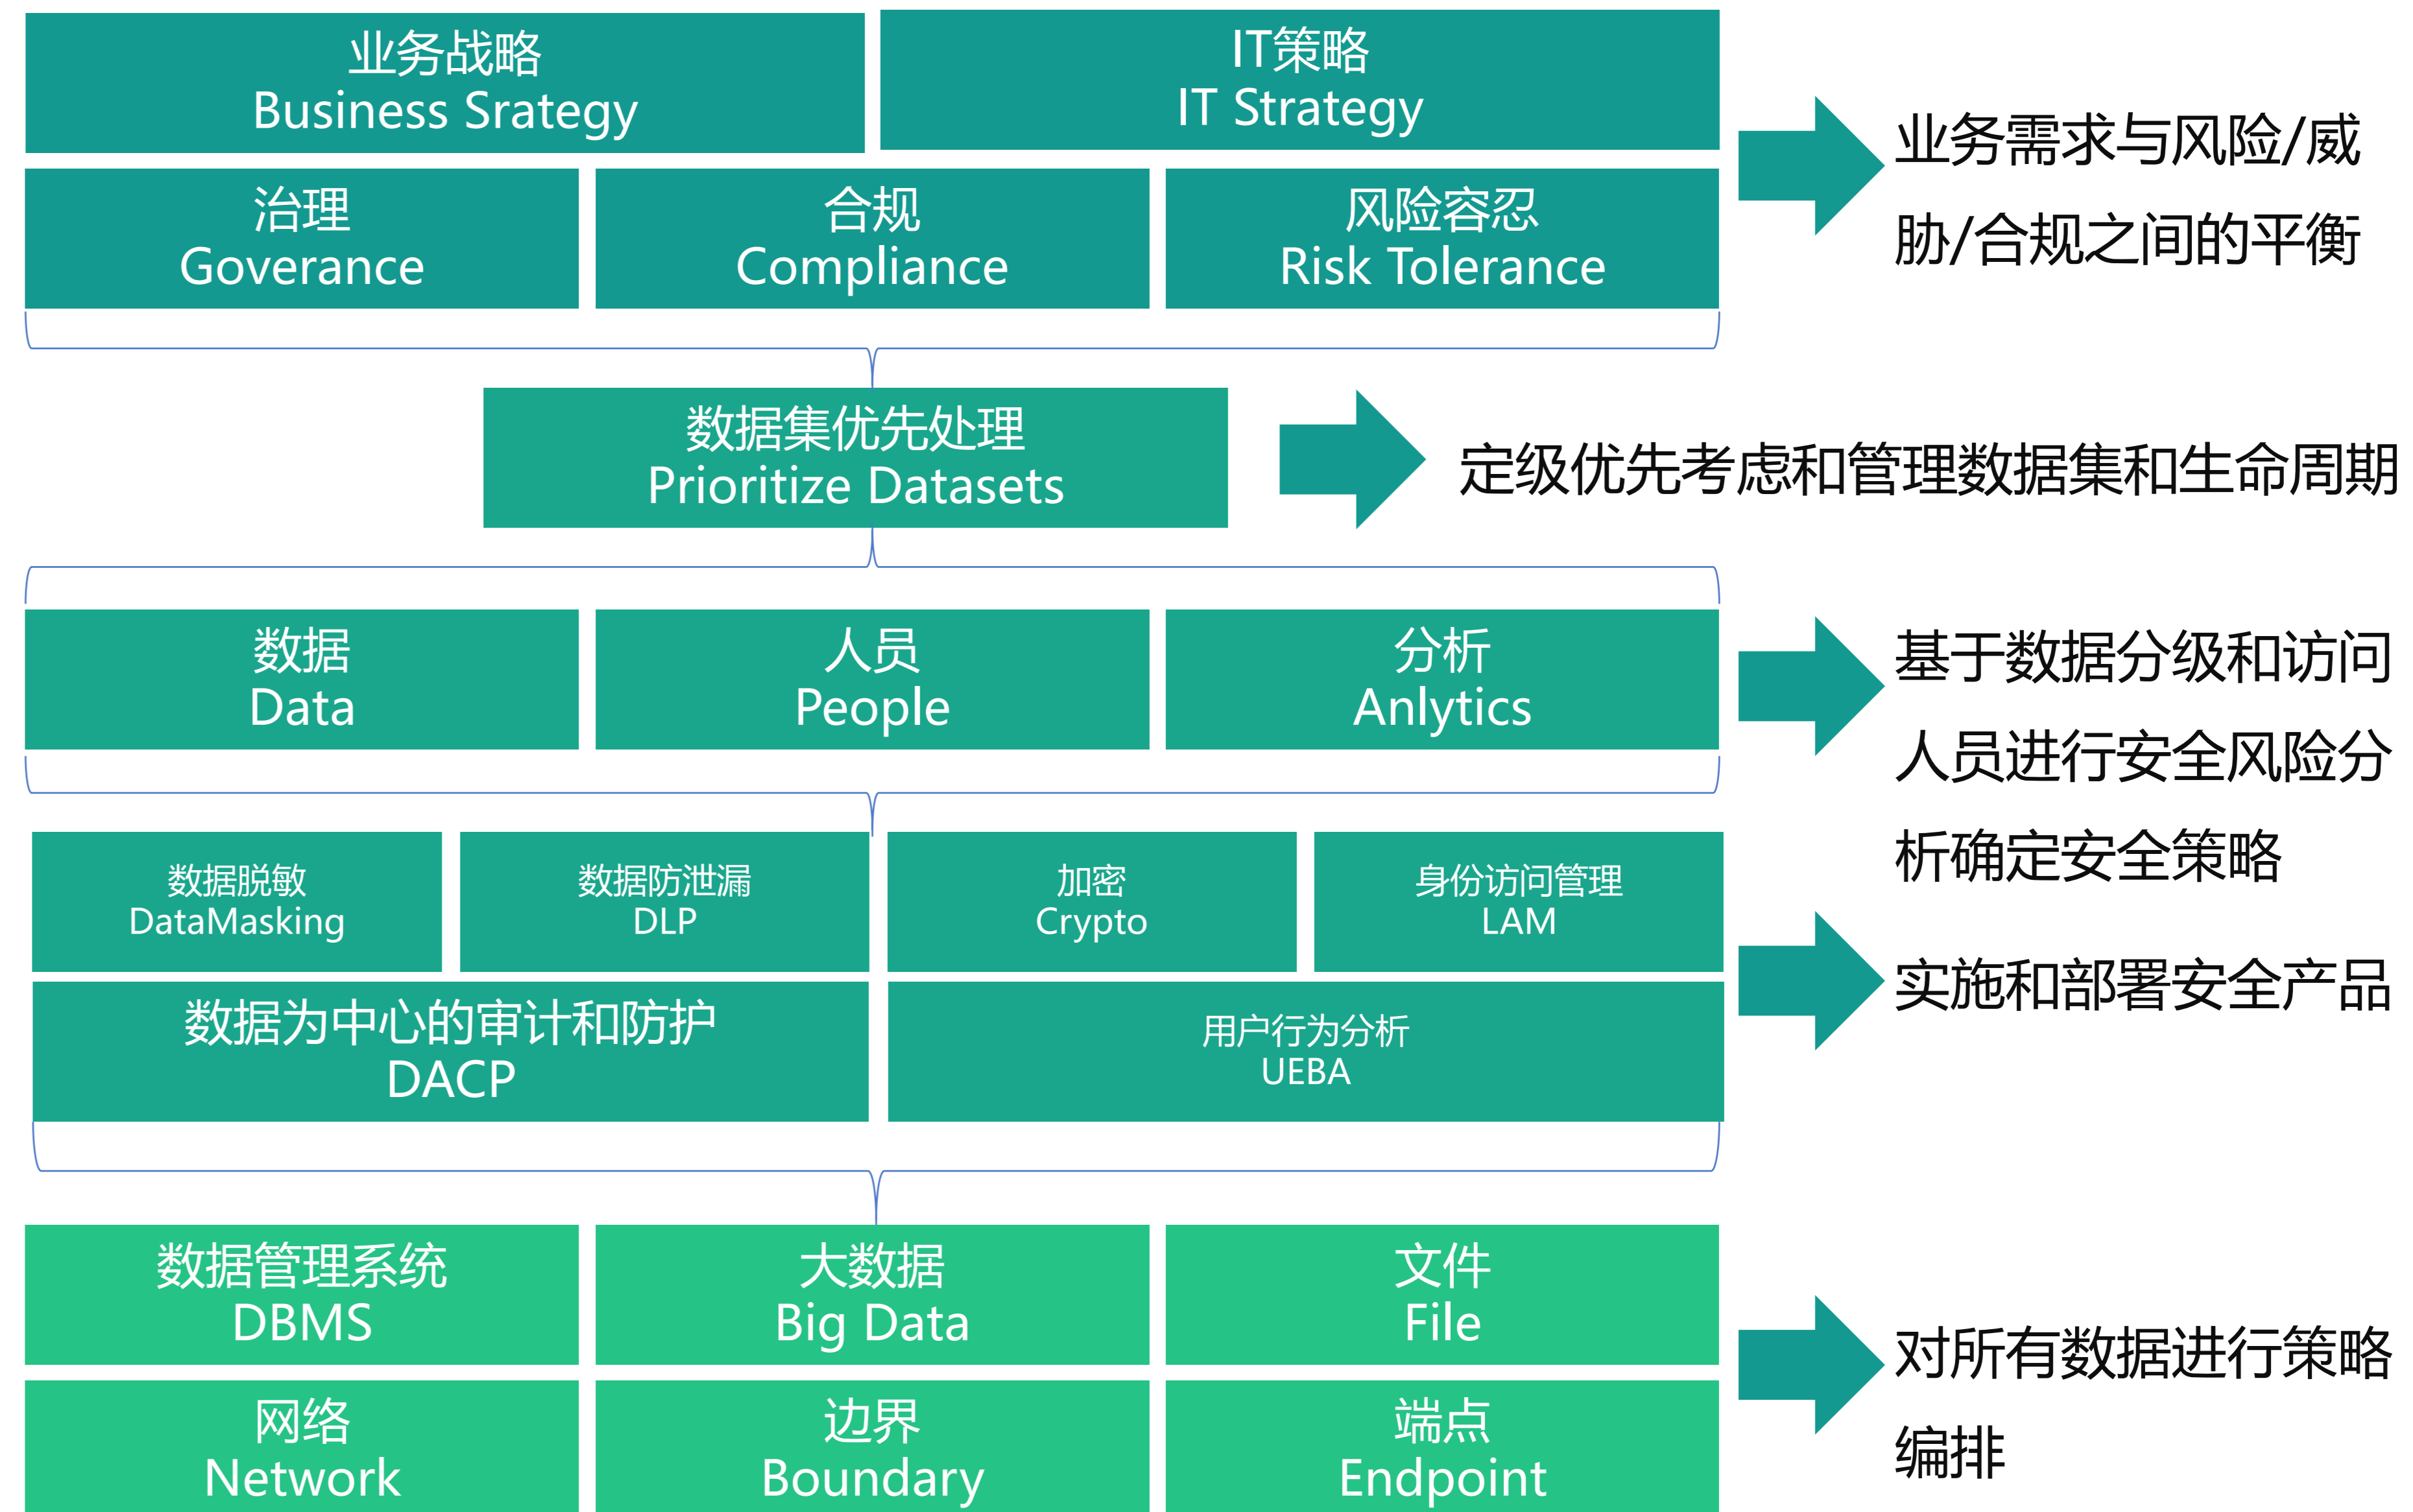 业务战略
Business Srategy
IT策略
IT Strategy
治理
Goverance
合规
Compliance
风险容忍
Risk Tolerance
业务需求与风险/威
胁/合规之间的平衡
数据集优先处理
Prioritize Datasets
定级优先考虑和管理数据集和生命周期
数据
Data
人员
People
分析
Anlytics
基于数据分级和访问
人员进行安全风险分
析确定安全策略
数据脱敏
DataMasking
数据防泄漏
DLP
加密
Crypto
身份访问管理
LAM
数据为中心的审计和防护
DACP
用户行为分析
UEBA
实施和部署安全产品
数据管理系统
DBMS
大数据
Big Data
文件
File
网络
Network
边界
Boundary
端点
Endpoint
对所有数据进行策略
编排